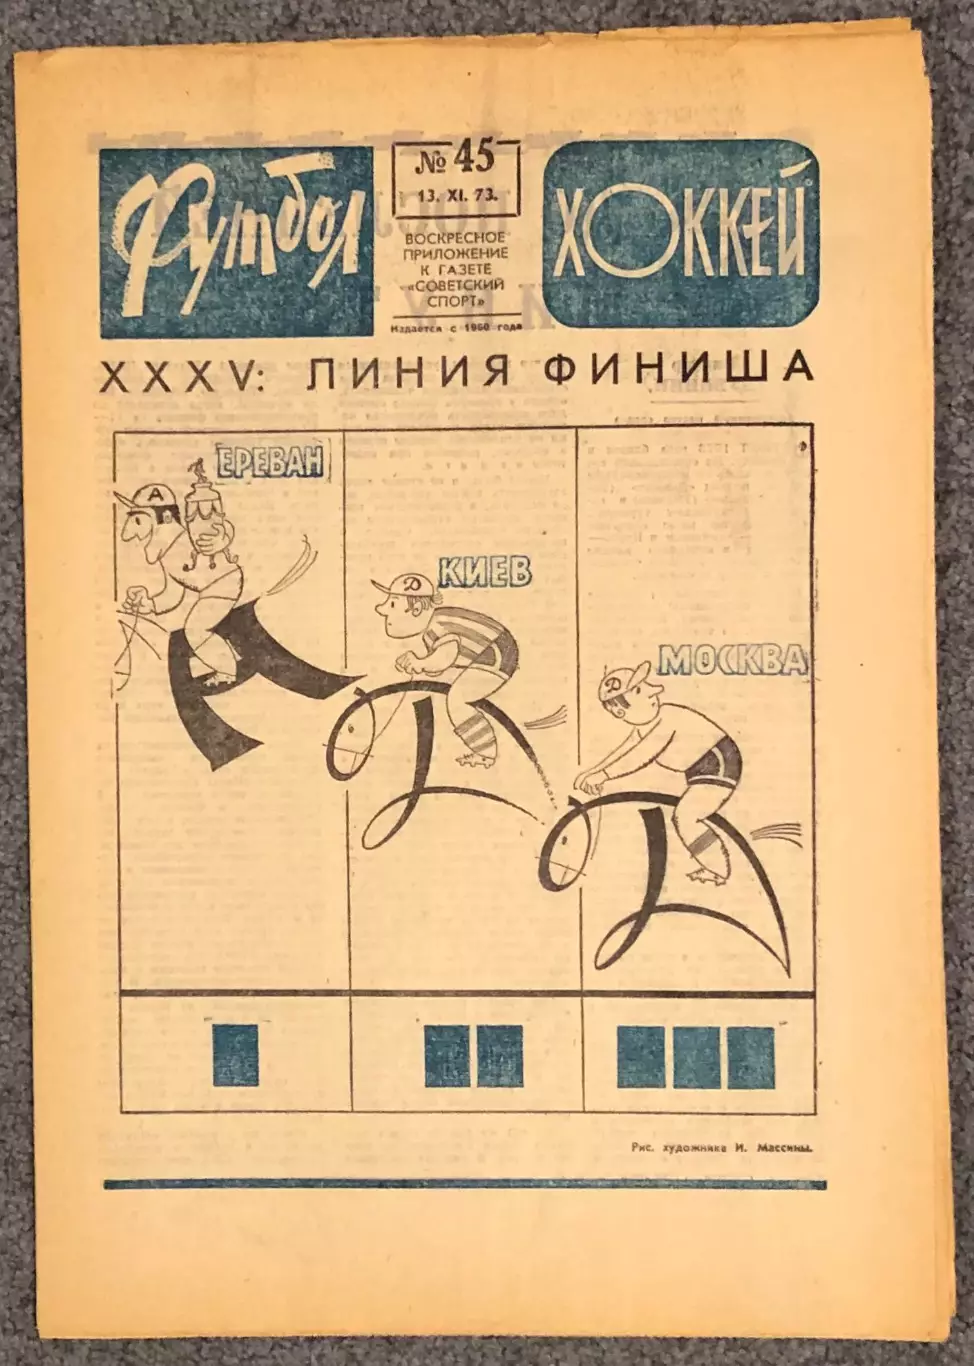 Футбол
№ 45
13. XI. 73.
ВОСКРЕСНОЕ
ПРИЛОЖЕНИЕ
К ГАЗЕТЕ
«СОВЕТСКИЙ
СПОРТ»
Издается с 1960 года
ХОККЕЙ
XXXV: ЛИНИЯ ФИНИША
ЕРЕВАН
А
КИЕВ
Д
МОСКВА
Д
А
Д
Д
Рис. художника И. Массины.